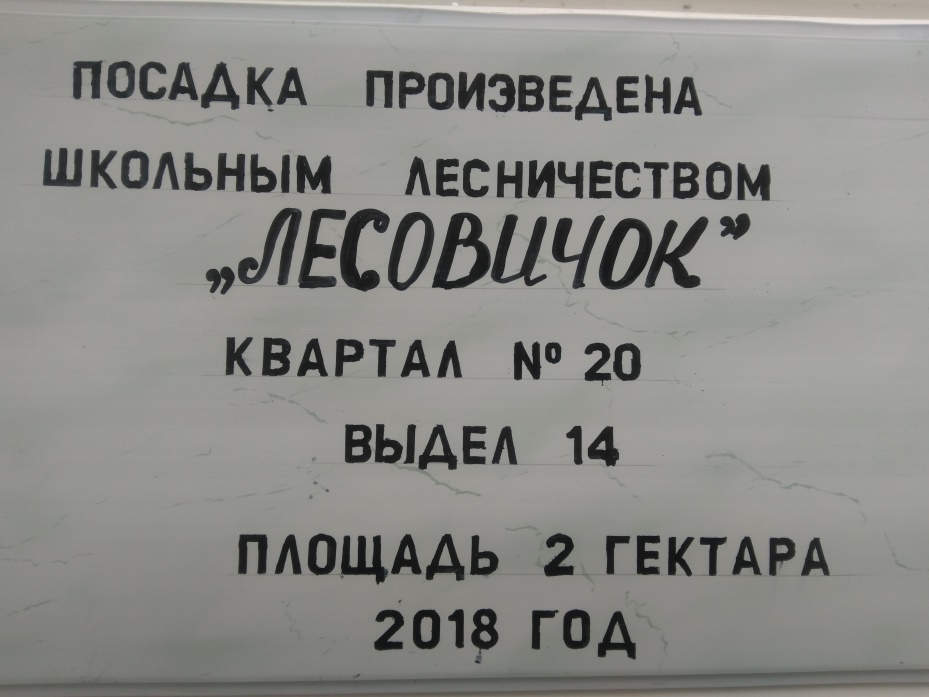 ПОСАДКА ПРОИЗВЕДЕНА
ШКОЛЬНЫМ ЛЕСНИЧЕСТВОМ
„ЛЕСОВИЧОК”
КВАРТАЛ № 20
ВЫДЕЛ 14
ПЛОЩАДЬ 2 ГЕКТАРА
2018 ГОД